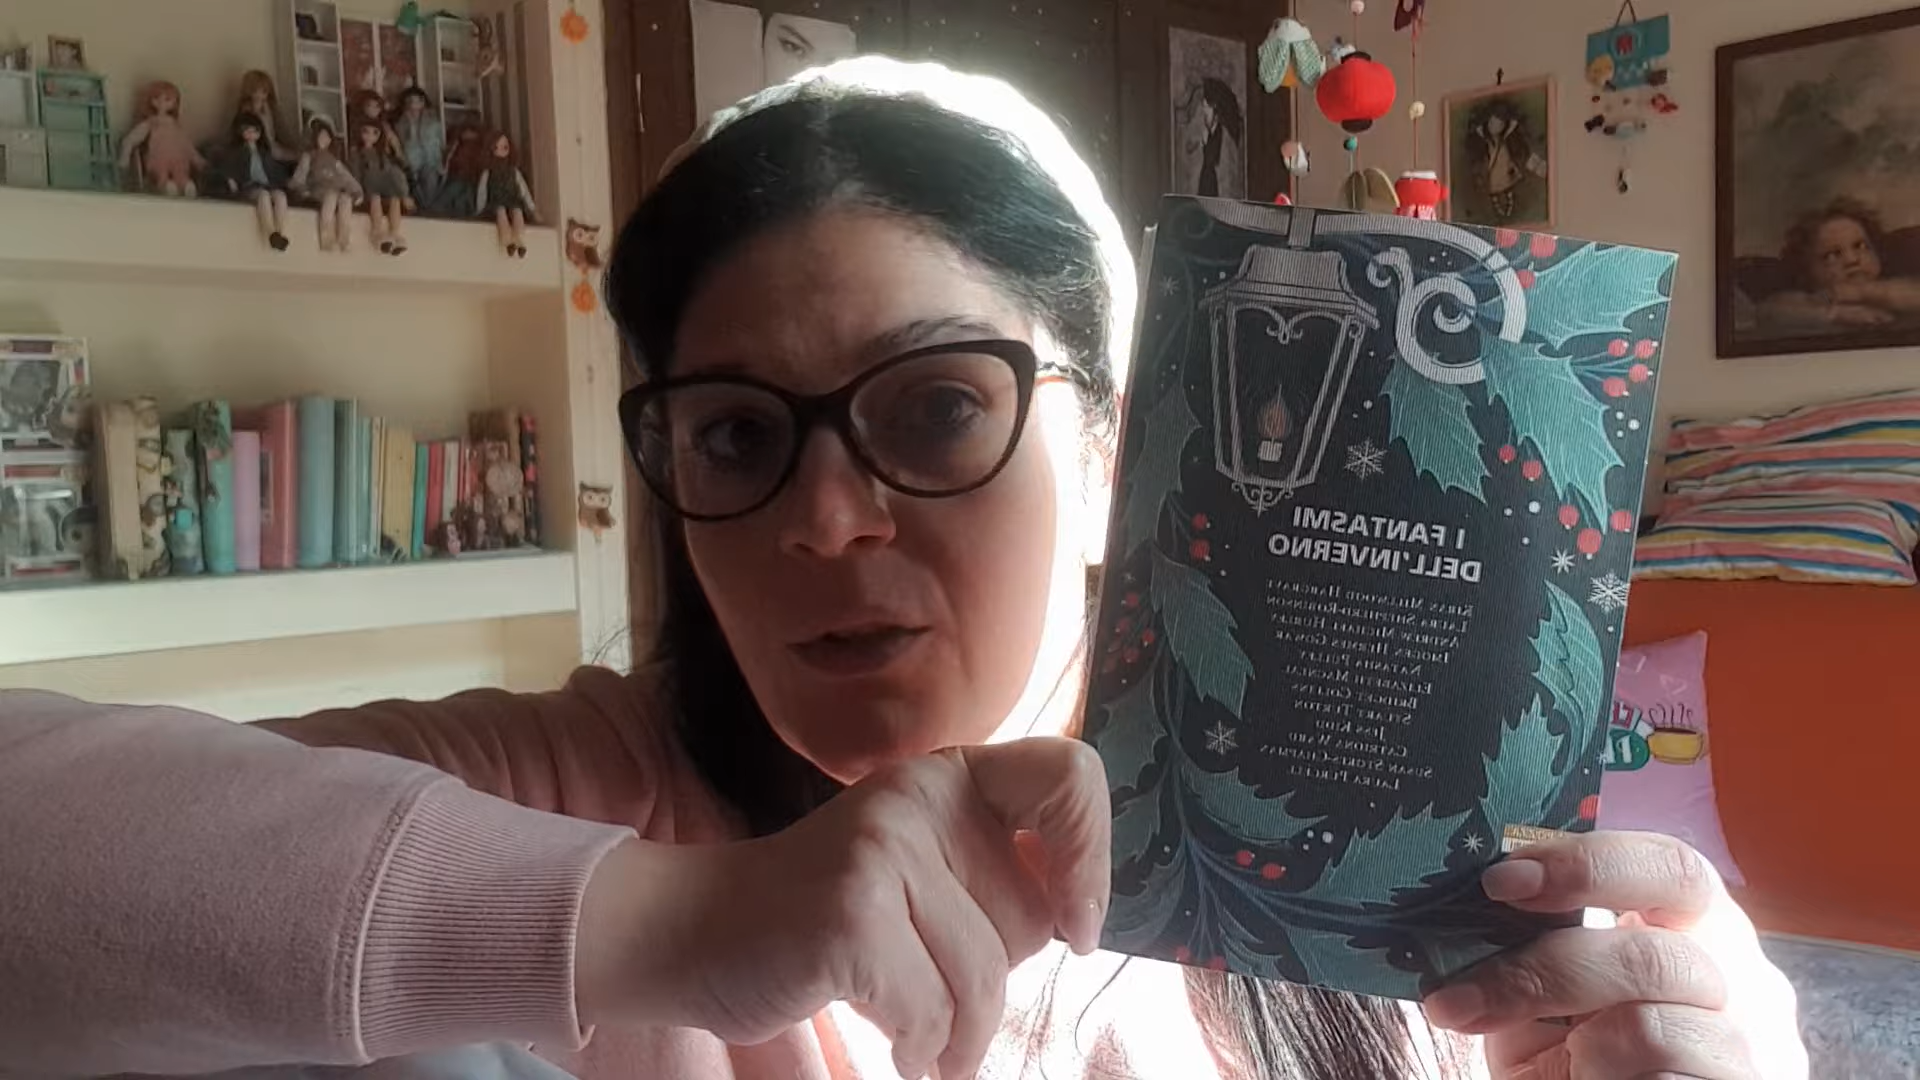 I FANTASMI
DELL'INVERNO
KIRAN MILLWOOD HARGRAVE
LAURA SHEPHERD-ROBINSON
ANDREW MICHAEL HURLEY
IMOGEN HERMES GOWAR
NATASHA PULLEY
ELIZABETH MACNEAL
BRIDGET COLLINS
STUART TURTON
JESS KIDD
CATRIONA WARD
SUSAN STOKES-CHAPMAN
LAURA PURCELL